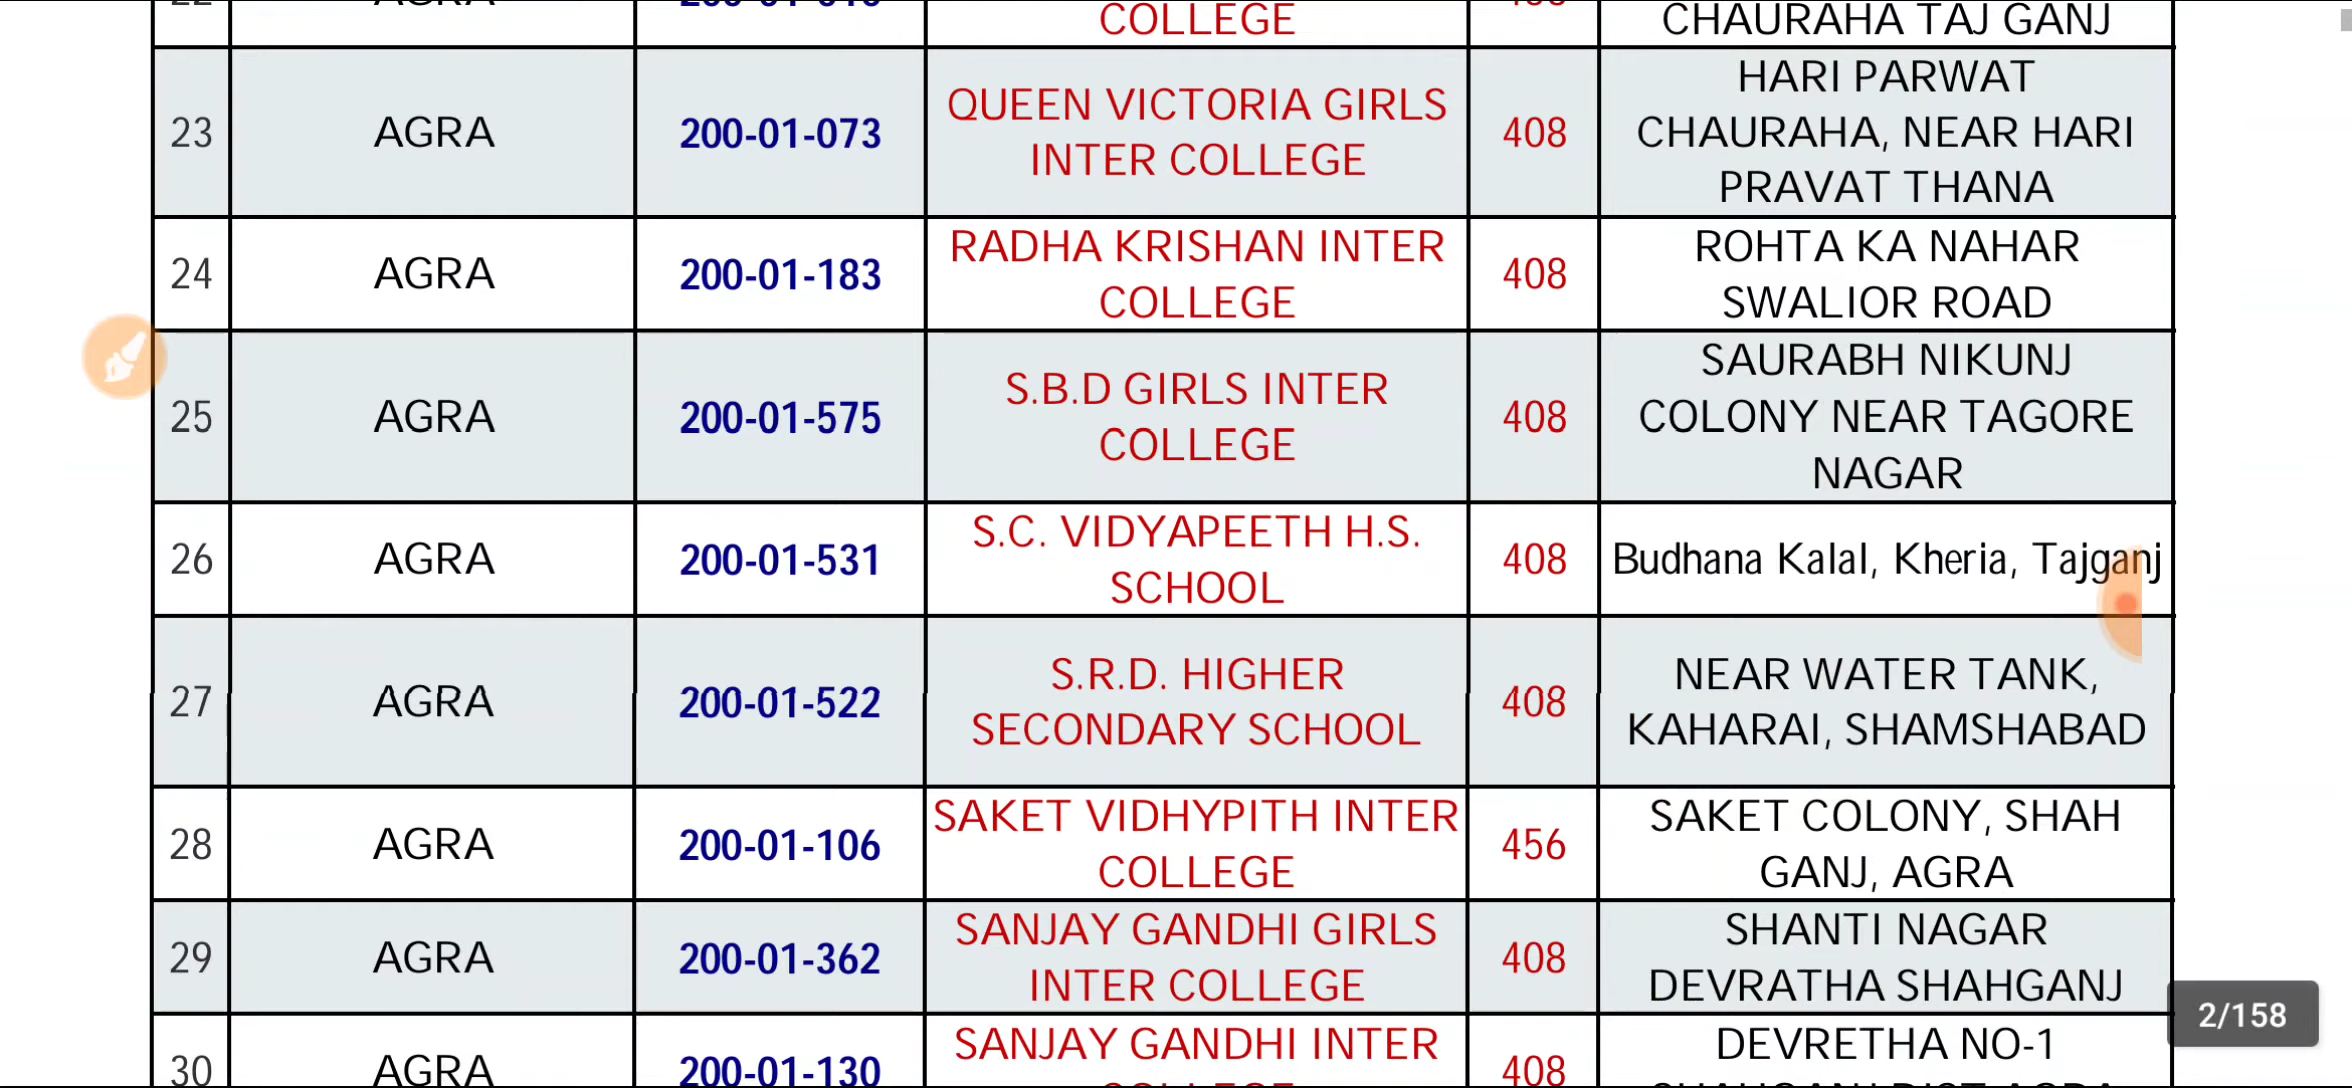 COLLEGE
CHAURAHA TAJ GANJ
23
AGRA
200-01-073
QUEEN VICTORIA GIRLS
INTER COLLEGE
408
HARI PARWAT
CHAURAHA, NEAR HARI
PRAVAT THANA
24
AGRA
200-01-183
RADHA KRISHAN INTER
COLLEGE
408
ROHTA KA NAHAR
SWALIOR ROAD
25
AGRA
200-01-575
S.B.D GIRLS INTER
COLLEGE
408
SAURABH NIKUNJ
COLONY NEAR TAGORE
NAGAR
26
AGRA
200-01-531
S.C. VIDYAPEETH H.S.
SCHOOL
408
Budhana Kalal, Kheria, Tajganj
27
AGRA
200-01-522
S.R.D. HIGHER
SECONDARY SCHOOL
408
NEAR WATER TANK,
KAHARAI, SHAMSHABAD
28
AGRA
200-01-106
SAKET VIDHYPITH INTER
COLLEGE
456
SAKET COLONY, SHAH
GANJ, AGRA
29
AGRA
200-01-362
SANJAY GANDHI GIRLS
INTER COLLEGE
408
SHANTI NAGAR
DEVRATHA SHAHGANJ
2/158
30
AGRA
200-01-130
SANJAY GANDHI INTER
408
DEVRETHA NO-1